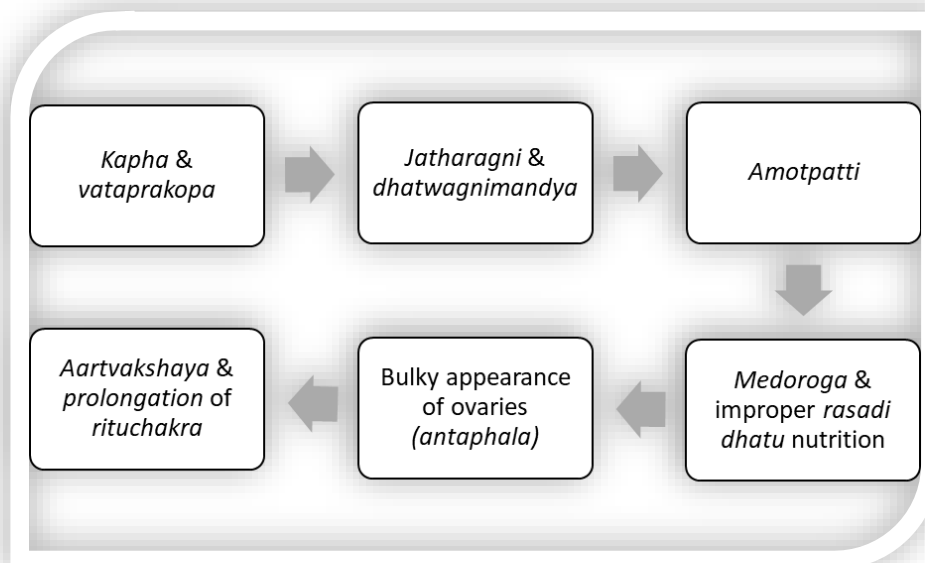 Kapha &
vataprakopa
Jatharagni &
dhatwagnimandya
Amotpatti
Medoroga &
improper rasadi
dhatu nutrition
Bulky appearance
of ovaries
(antaphala)
Aartvakshaya &
prolongation of
rituchakra